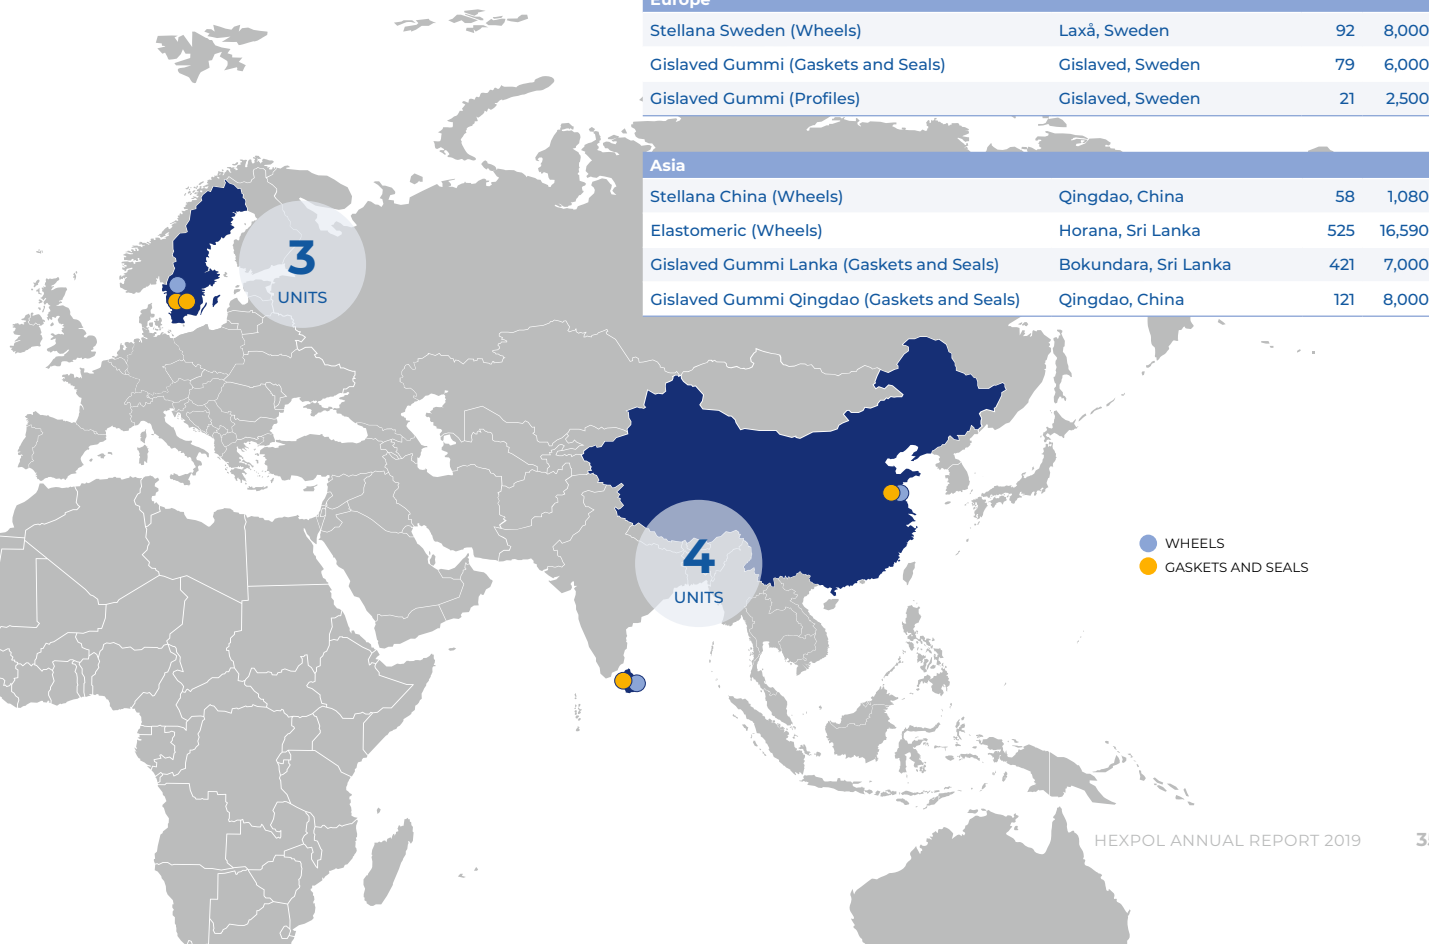 Europe
Stellana Sweden (Wheels) Laxå, Sweden 92 8,000
Gislaved Gummi (Gaskets and Seals) Gislaved, Sweden 79 6,000
Gislaved Gummi (Profiles) Gislaved, Sweden 21 2,500
Asia
Stellana China (Wheels) Qingdao, China 58 1,080
Elastomeric (Wheels) Horana, Sri Lanka 525 16,590
Gislaved Gummi Lanka (Gaskets and Seals) Bokundara, Sri Lanka 421 7,000
Gislaved Gummi Qingdao (Gaskets and Seals) Qingdao, China 121 8,000
3
UNITS
4
UNITS
WHEELS
GASKETS AND SEALS
HEXPOL ANNUAL REPORT 2019